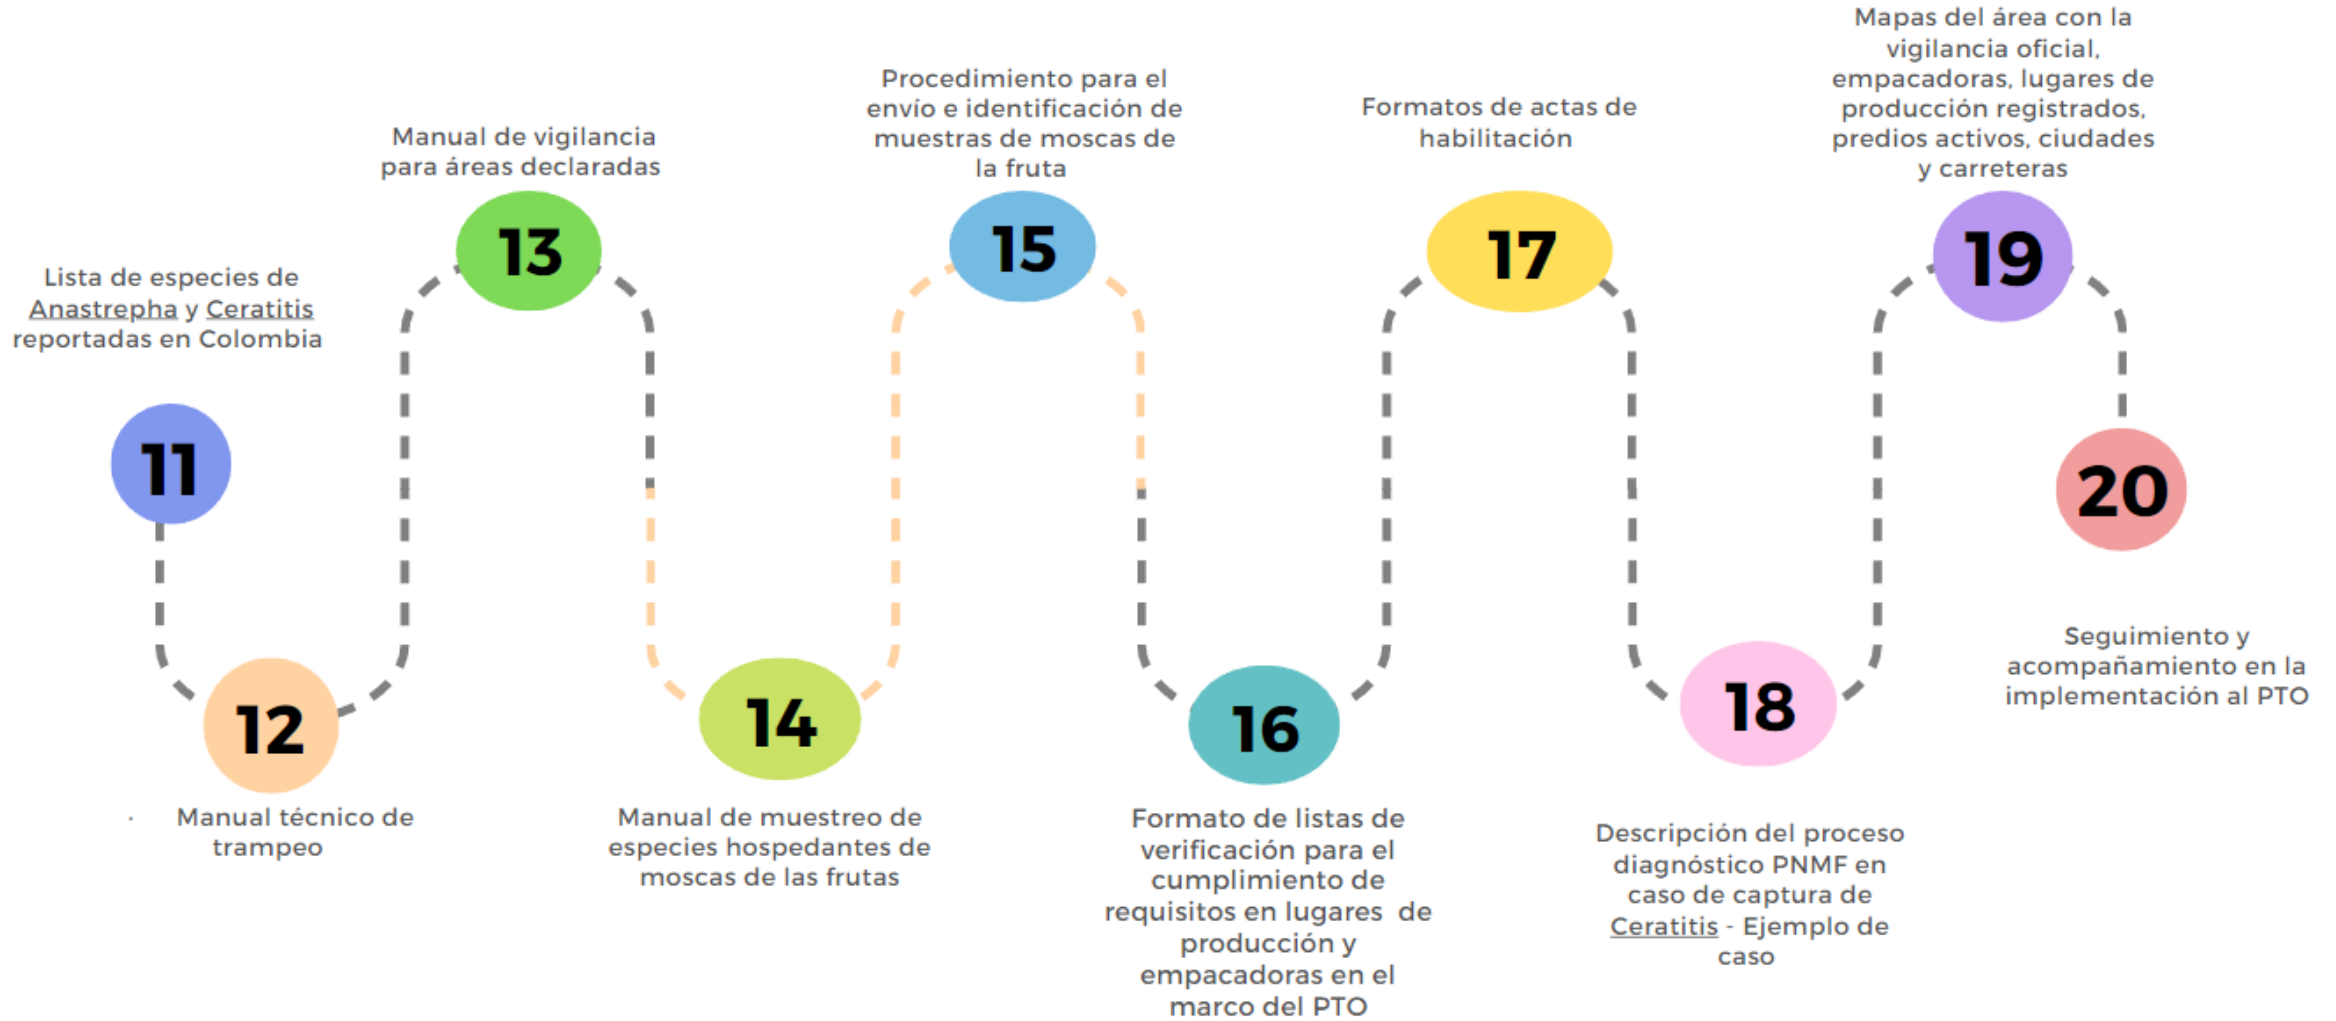 Lista de especies de
Anastrepha y Ceratitis
reportadas en Colombia
11
12
· Manual técnico de
trampeo
Manual de vigilancia
para áreas declaradas
13
14
Manual de muestreo de
especies hospedantes de
moscas de las frutas
Procedimiento para el
envío e identificación de
muestras de moscas de
la fruta
15
16
Formato de listas de
verificación para el
cumplimiento de
requisitos en lugares de
producción y
empacadoras en el
marco del PTO
Formatos de actas de
habilitación
17
18
Descripción del proceso
diagnóstico PNMF en
caso de captura de
Ceratitis - Ejemplo de
caso
Mapas del área con la
vigilancia oficial,
empacadoras, lugares de
producción registrados,
predios activos, ciudades
y carreteras
19
20
Seguimiento y
acompañamiento en la
implementación al PTO